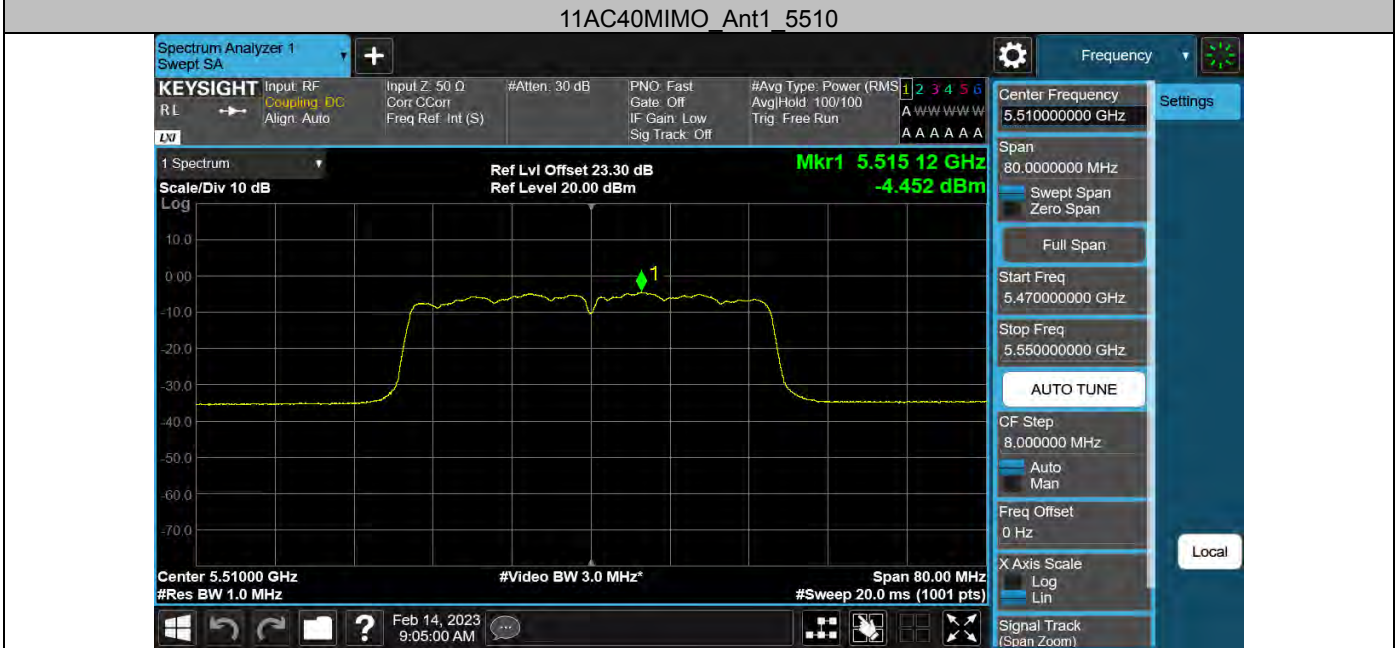 11AC40MIMO_Ant1_5510
Spectrum Analyzer 1
Swept SA
+
Frequency
KEYSIGHT
RL
LXI
Input: RF
Coupling: DC
Align: Auto
Input Z: 50 Ω
Corr CCorr
Freq Ref: Int (S)
#Atten: 30 dB
PNO: Fast
Gate: Off
IF Gain: Low
Sig Track: Off
#Avg Type: Power (RMS
Avg|Hold: 100/100
Trig: Free Run
1 2 3 4 5 6
A W W W W W
A A A A A A
1 Spectrum
Scale/Div 10 dB
Log
Ref Lvl Offset 23.30 dB
Ref Level 20.00 dBm
Mkr1 5.515 12 GHz
-4.452 dBm
10.0
0.00
-10.0
-20.0
-30.0
-40.0
-50.0
-60.0
-70.0
1
Center 5.51000 GHz
#Res BW 1.0 MHz
#Video BW 3.0 MHz*
Span 80.00 MHz
#Sweep 20.0 ms (1001 pts)
Center Frequency
5.510000000 GHz
Settings
Span
80.0000000 MHz
Swept Span
Zero Span
Full Span
Start Freq
5.470000000 GHz
Stop Freq
5.550000000 GHz
AUTO TUNE
CF Step
8.000000 MHz
Auto
Man
Freq Offset
0 Hz
X Axis Scale
Log
Lin
Local
Signal Track
(Span Zoom)
?
Feb 14, 2023
9:05:00 AM